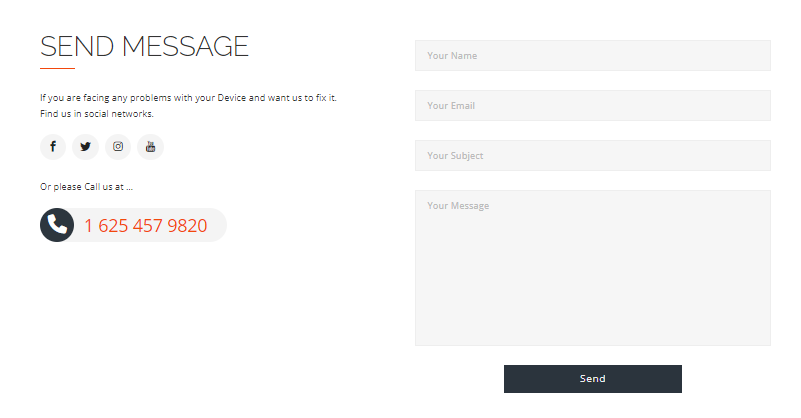 SEND MESSAGE
If you are facing any problems with your Device and want us to fix it.
Find us in social networks.
Or please Call us at ...
1 625 457 9820
Your Name
Your Email
Your Subject
Your Message
Send